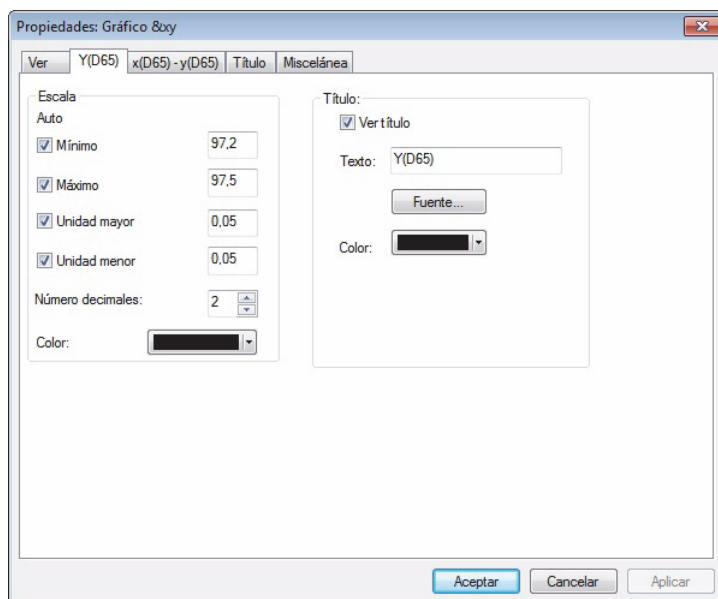 Propiedades: Gráfico &xy
Ver
Y(D65)
x(D65) - y(D65)
Título
Miscelánea
Escala
Auto
Mínimo
97,2
Máximo
97,5
Unidad mayor
0,05
Unidad menor
0,05
Número decimales:
2
Color:
Título:
Ver título
Texto:
Y(D65)
Fuente...
Color:
Aceptar
Cancelar
Aplicar